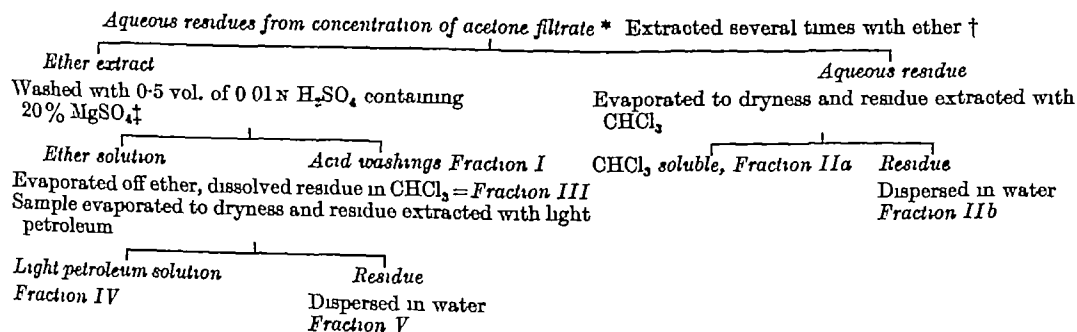 Aqueous residues from concentration of acetone filtrate * Extracted several times with ether †
Ether extract
Washed with 0·5 vol. of 0 01 N H₂SO₄ containing
20% MgSO₄‡
Ether solution
Acid washings Fraction I
Evaporated off ether, dissolved residue in CHCl₃ = Fraction III
Sample evaporated to dryness and residue extracted with light
petroleum
Light petroleum solution
Fraction IV
Residue
Dispersed in water
Fraction V
Aqueous residue
Evaporated to dryness and residue extracted with
CHCl₃
CHCl₃ soluble, Fraction IIa
Residue
Dispersed in water
Fraction IIb